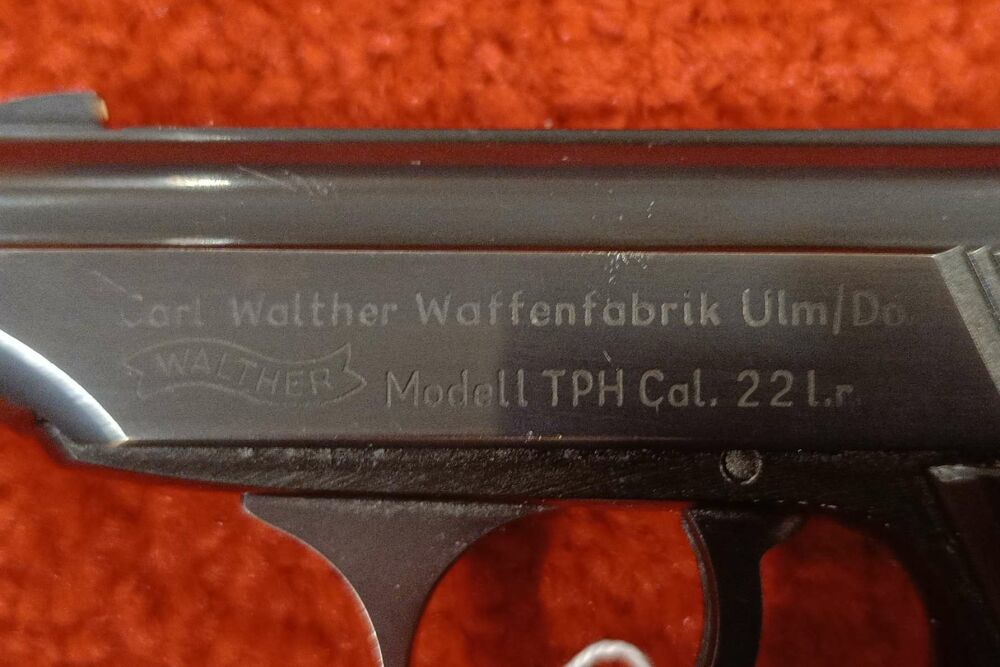 Carl Walther Waffenfabrik Ulm/Do.
WALTHER
Modell TPH Cal. 22 l.r.